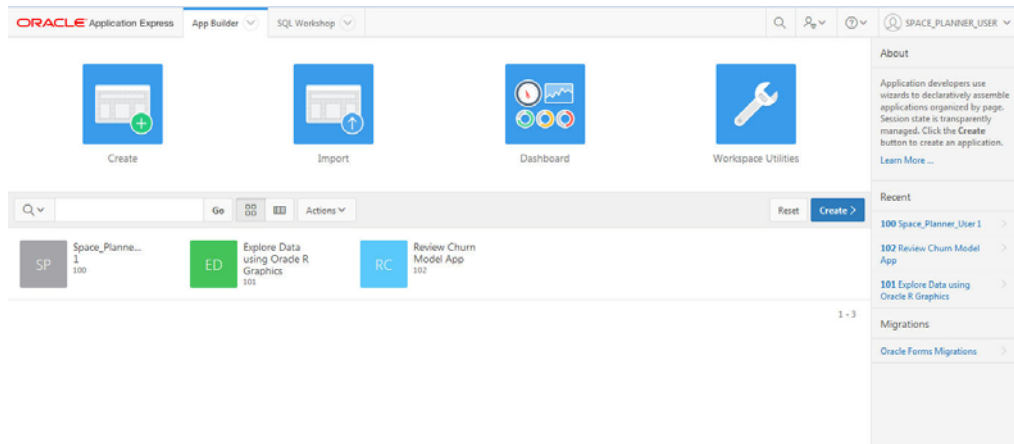 ORACLE Application Express
App Builder
SQL Workshop
SPACE_PLANNER_USER
Create
Import
Dashboard
Workspace Utilities
Go
Actions
Reset
Create >
SP
Space_Planne...
1
100
ED
Explore Data
using Oracle R
Graphics
101
RC
Review Churn
Model App
102
1 - 3
About
Application developers use
wizards to declaratively assemble
applications organized by page.
Session state is transparently
managed. Click the Create
button to create an application.
Learn More ...
Recent
100 Space_Planner_User 1
102 Review Churn Model
App
101 Explore Data using
Oracle R Graphics
Migrations
Oracle Forms Migrations